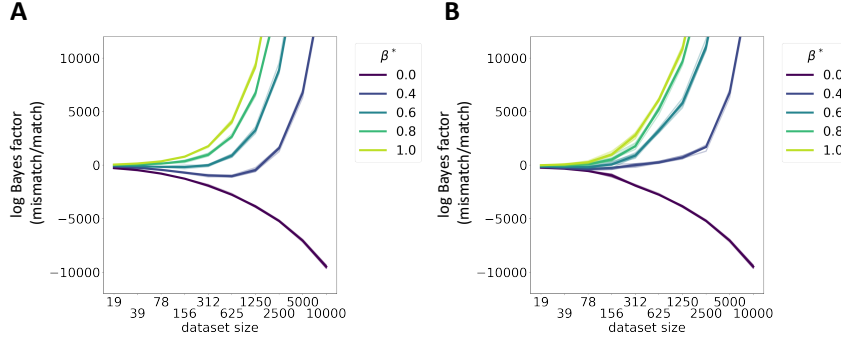 A
log Bayes factor
(mismatch/match)
10000
5000
0
−5000
−10000
19 78 312 1250 5000
39 156 625 2500 10000
dataset size
β*
0.0
0.4
0.6
0.8
1.0
B
log Bayes factor
(mismatch/match)
10000
5000
0
−5000
−10000
19 78 312 1250 5000
39 156 625 2500 10000
dataset size
β*
0.0
0.4
0.6
0.8
1.0